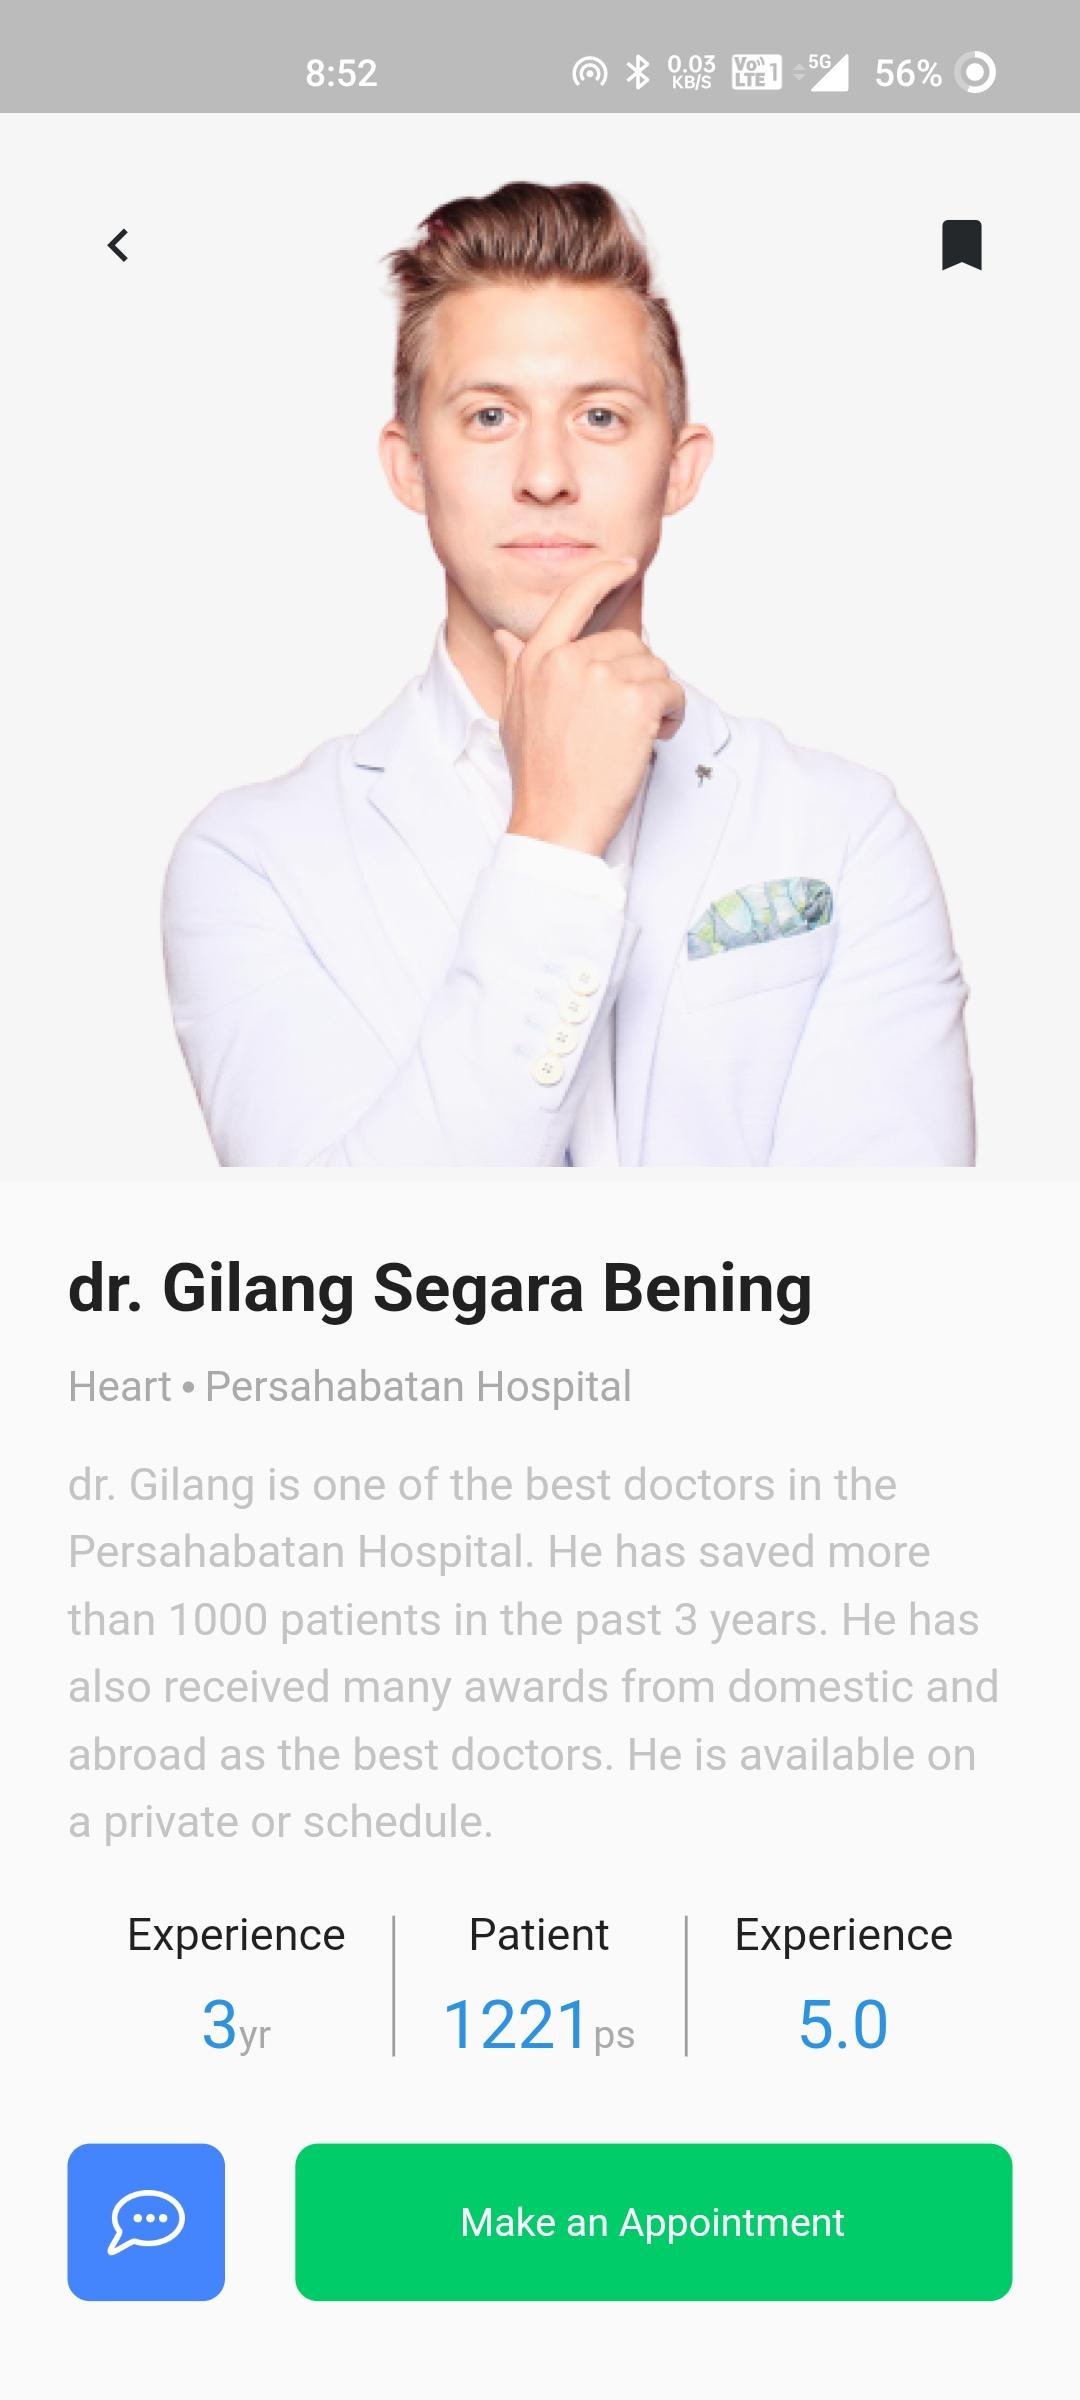 8:52
0.03 KB/S
Vo)) LTE 1
5G
56%
dr. Gilang Segara Bening
Heart • Persahabatan Hospital
dr. Gilang is one of the best doctors in the
Persahabatan Hospital. He has saved more
than 1000 patients in the past 3 years. He has
also received many awards from domestic and
abroad as the best doctors. He is available on
a private or schedule.
Experience
Patient
Experience
3yr
1221ps
5.0
Make an Appointment